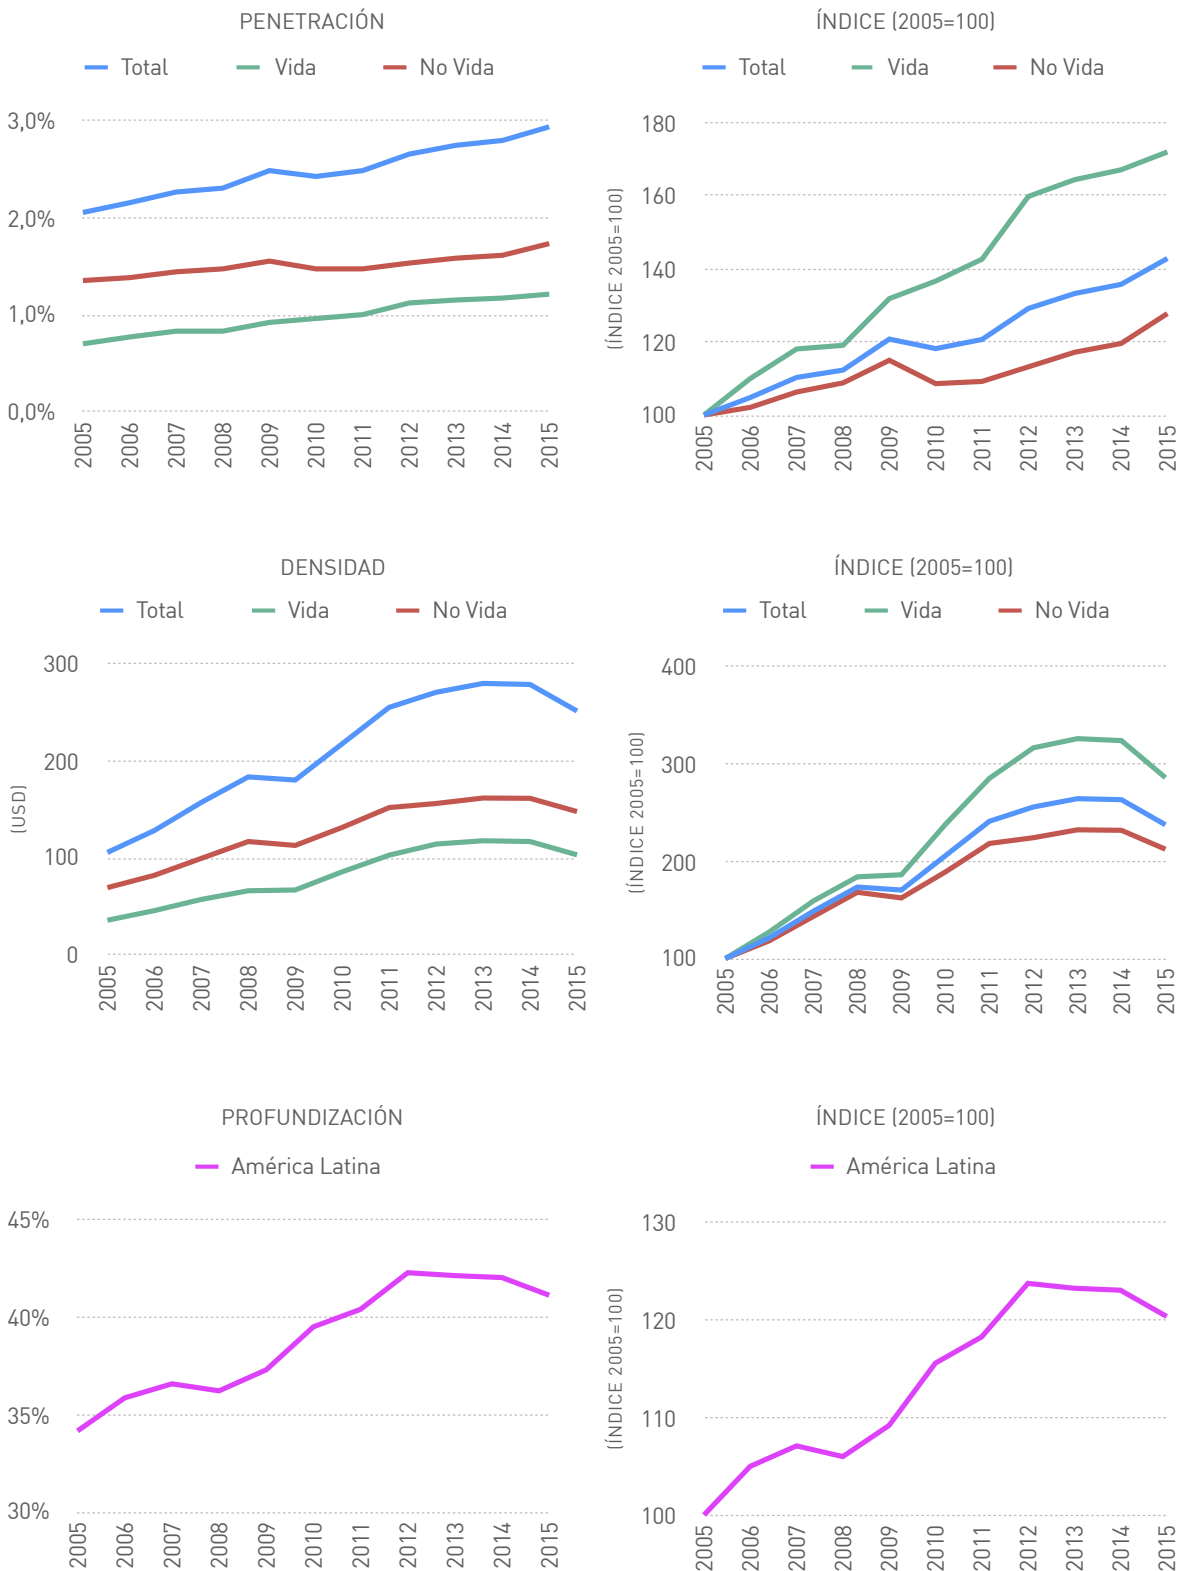 PENETRACIÓN
Total Vida No Vida
3,0%
2,0%
1,0%
0,0%
2005 2006 2007 2008 2009 2010 2011 2012 2013 2014 2015
ÍNDICE (2005=100)
Total Vida No Vida
(ÍNDICE 2005=100)
180
160
140
120
100
2005 2006 2007 2008 2009 2010 2011 2012 2013 2014 2015
DENSIDAD
Total Vida No Vida
(USD)
300
200
100
0
2005 2006 2007 2008 2009 2010 2011 2012 2013 2014 2015
ÍNDICE (2005=100)
Total Vida No Vida
(ÍNDICE 2005=100)
400
300
200
100
2005 2006 2007 2008 2009 2010 2011 2012 2013 2014 2015
PROFUNDIZACIÓN
América Latina
45%
40%
35%
30%
2005 2006 2007 2008 2009 2010 2011 2012 2013 2014 2015
ÍNDICE (2005=100)
América Latina
(ÍNDICE 2005=100)
130
120
110
100
2005 2006 2007 2008 2009 2010 2011 2012 2013 2014 2015